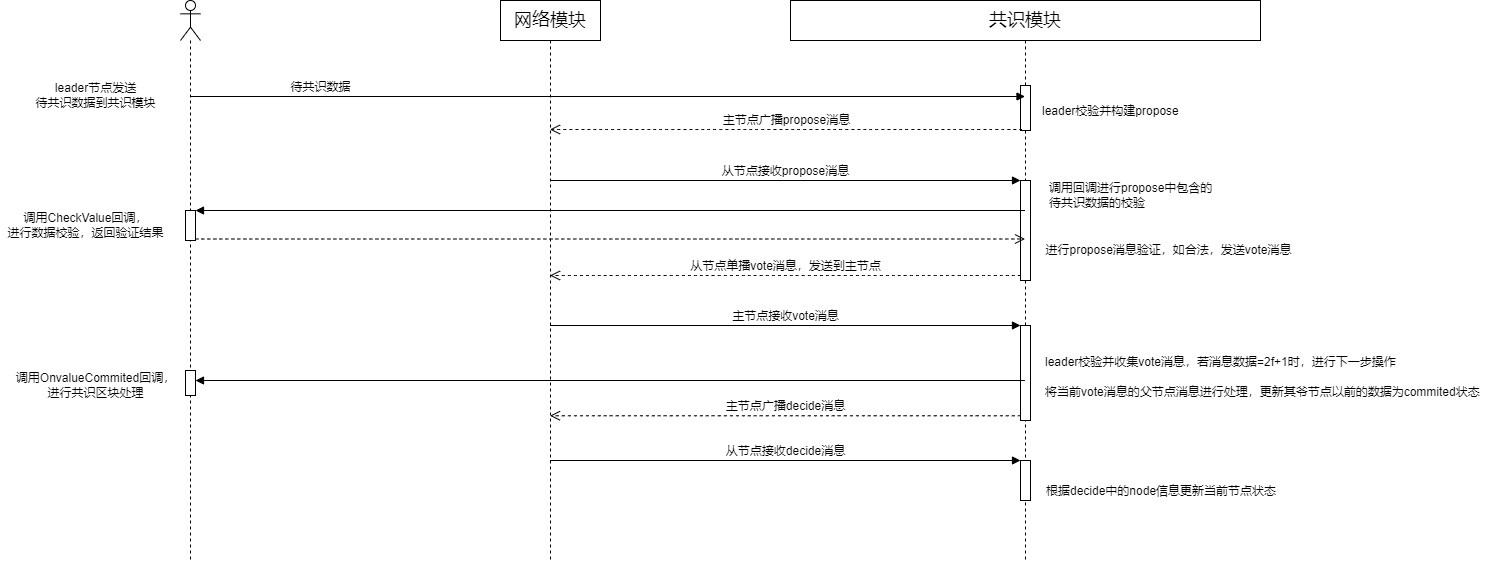 网络模块
共识模块
leader节点发送
待共识数据到共识模块
待共识数据
leader校验并构建propose
主节点广播propose消息
从节点接收propose消息
调用回调进行propose中包含的
待共识数据的校验
调用CheckValue回调，
进行数据校验，返回验证结果
进行propose消息验证，如合法，发送vote消息
从节点单播vote消息，发送到主节点
主节点接收vote消息
leader校验并收集vote消息，若消息数据=2f+1时，进行下一步操作
调用OnvalueCommited回调，
进行共识区块处理
将当前vote消息的父节点消息进行处理，更新其爷节点以前的数据为commited状态
主节点广播decide消息
从节点接收decide消息
根据decide中的node信息更新当前节点状态